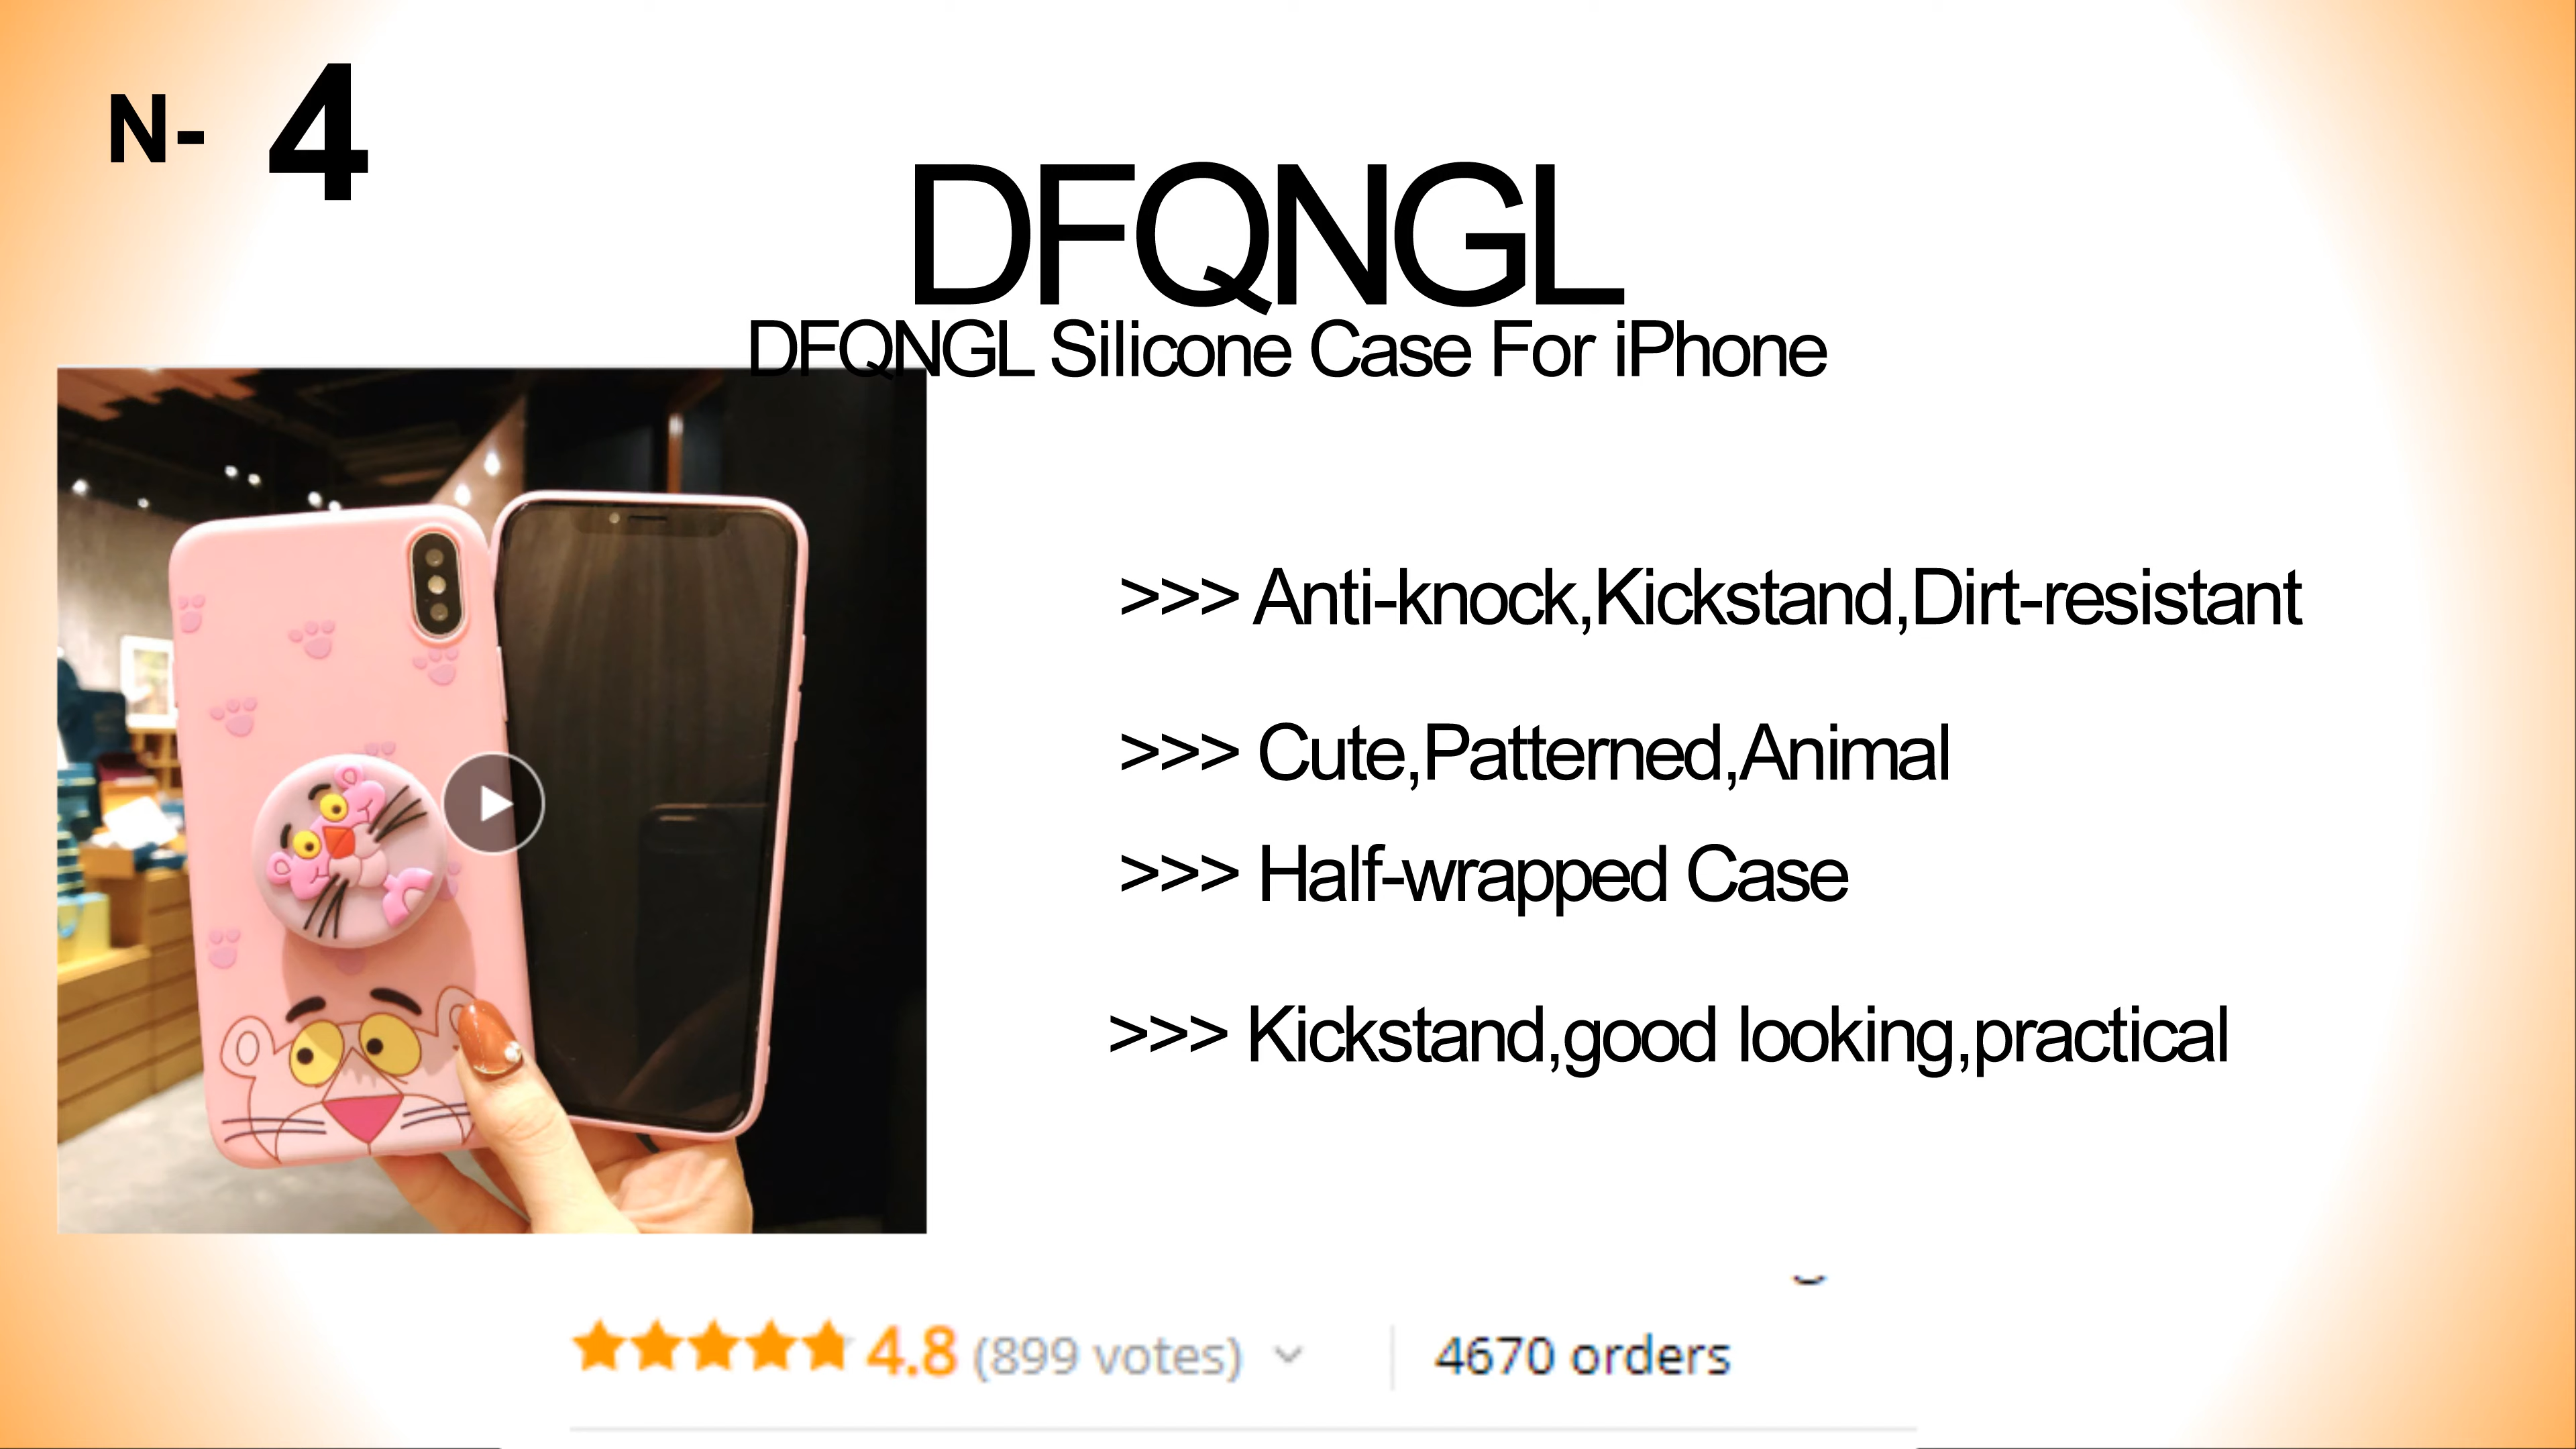 N- 4
DFQNGL
DFQNGL Silicone Case For iPhone
>>> Anti-knock,Kickstand,Dirt-resistant
>>> Cute,Patterned,Animal
>>> Half-wrapped Case
>>> Kickstand,good looking,practical
4.8 (899 votes)
4670 orders